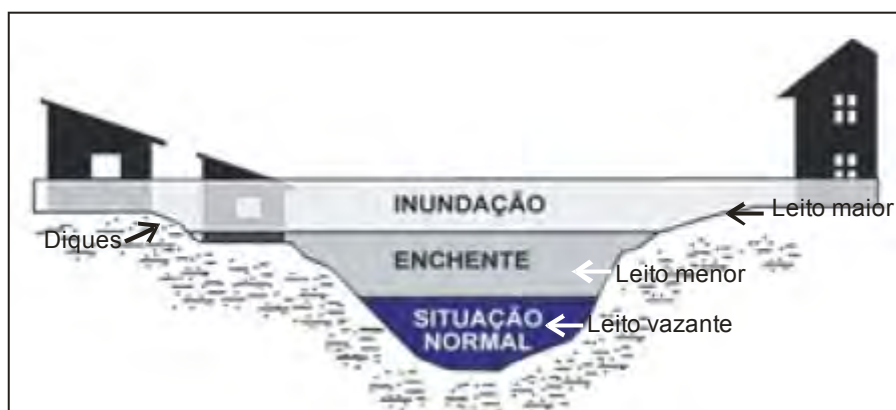 INUNDAÇÃO
Leito maior
Diques
ENCHENTE
Leito menor
SITUAÇÃO
NORMAL
Leito vazante